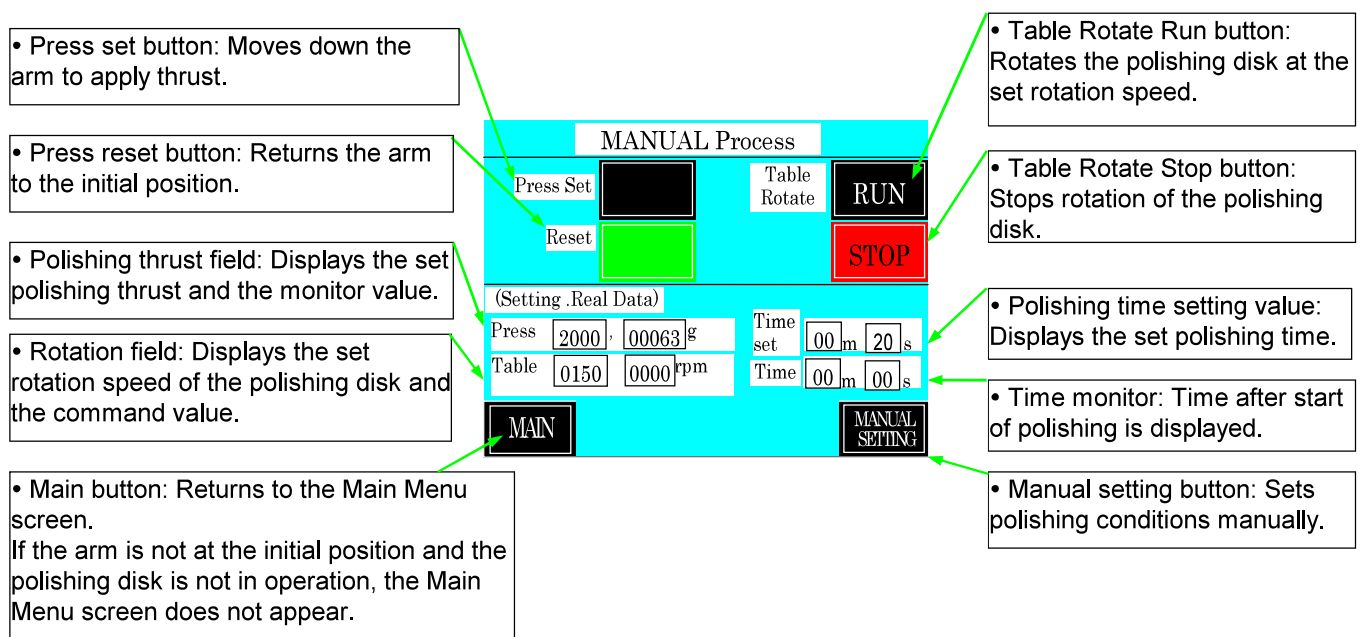 • Press set button: Moves down the
arm to apply thrust.
• Press reset button: Returns the arm
to the initial position.
• Polishing thrust field: Displays the set
polishing thrust and the monitor value.
• Rotation field: Displays the set
rotation speed of the polishing disk and
the command value.
• Main button: Returns to the Main Menu
screen.
If the arm is not at the initial position and the
polishing disk is not in operation, the Main
Menu screen does not appear.
MANUAL Process
Press Set
Table
Rotate
RUN
Reset
STOP
(Setting .Real Data)
Press 2000 , 00063 g
Time
set 00 m 20 s
Table 0150 0000 rpm
Time 00 m 00 s
MAIN
MANUAL
SETTING
• Table Rotate Run button:
Rotates the polishing disk at the
set rotation speed.
• Table Rotate Stop button:
Stops rotation of the polishing
disk.
• Polishing time setting value:
Displays the set polishing time.
• Time monitor: Time after start
of polishing is displayed.
• Manual setting button: Sets
polishing conditions manually.